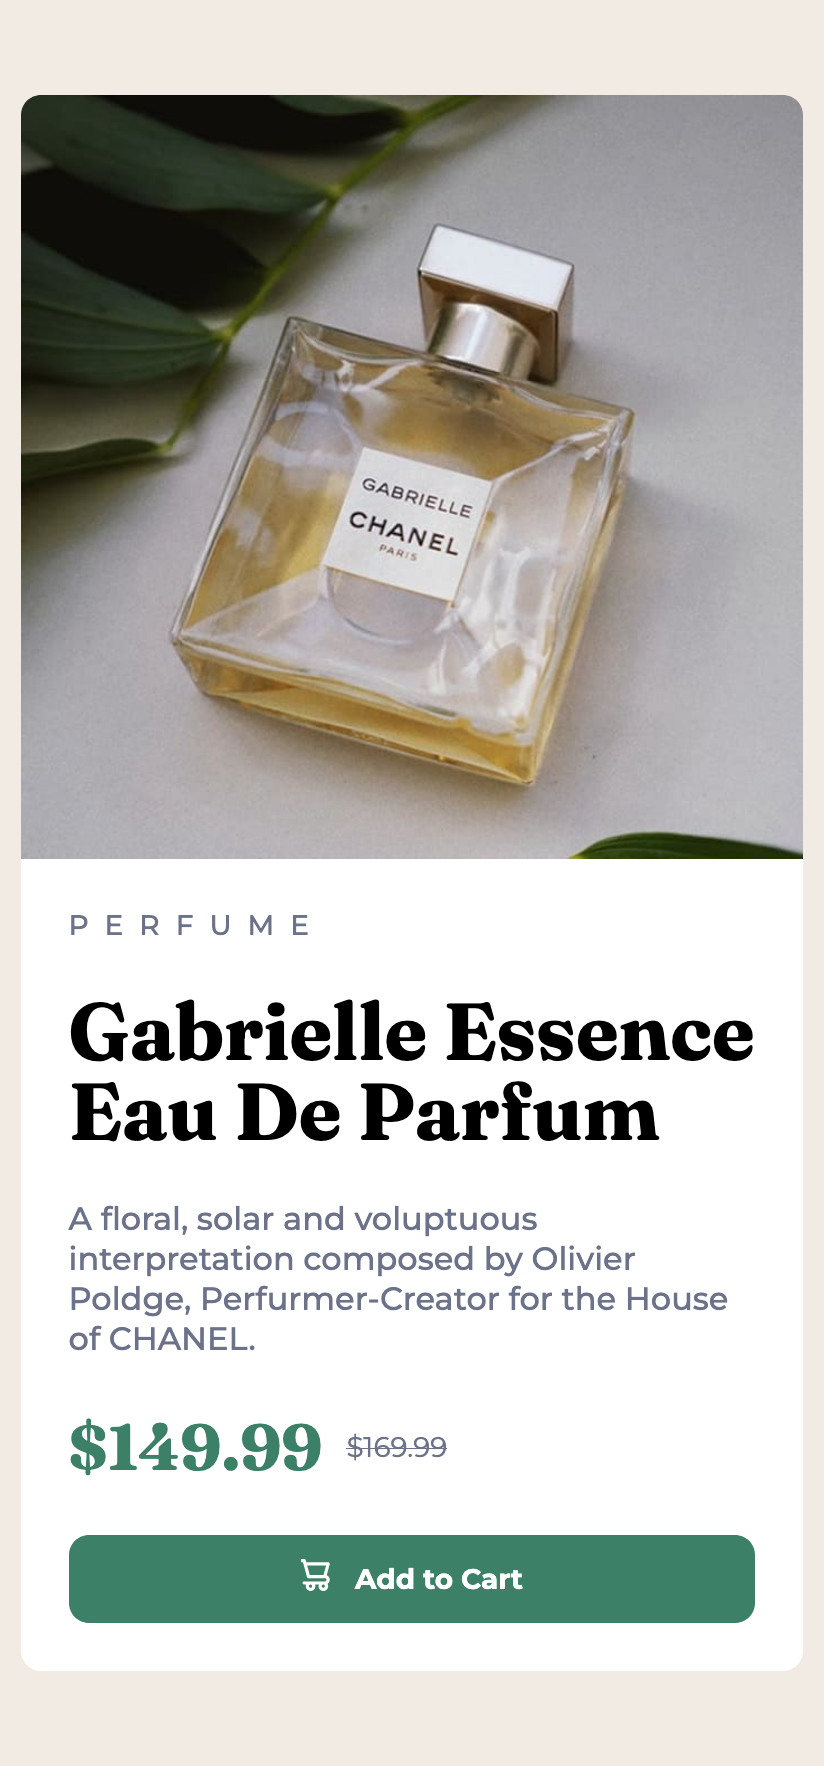 GABRIELLE
CHANEL
PARIS
PERFUME
Gabrielle Essence
Eau De Parfum
A floral, solar and voluptuous
interpretation composed by Olivier
Poldge, Perfurmer-Creator for the House
of CHANEL.
$149.99 $169.99
Add to Cart